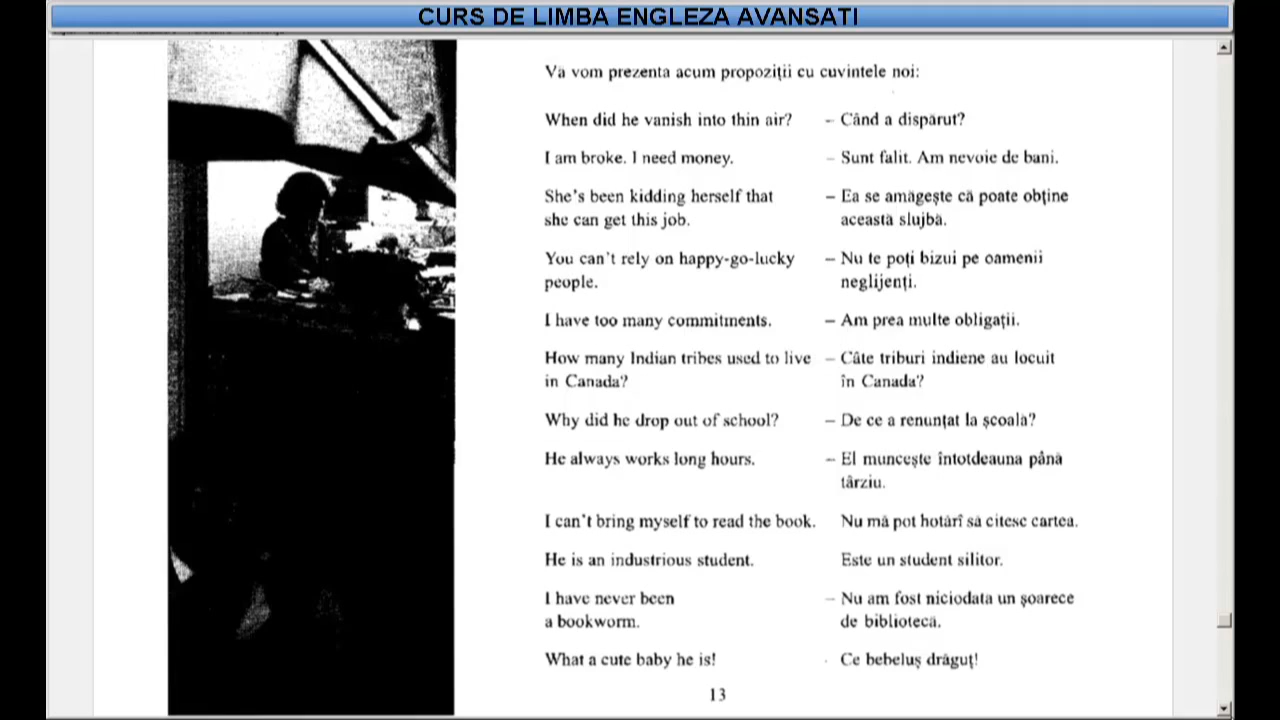 CURS DE LIMBA ENGLEZA AVANSATI
Vă vom prezenta acum propoziții cu cuvintele noi:
When did he vanish into thin air? – Când a dispărut?
I am broke. I need money. – Sunt falit. Am nevoie de bani.
She's been kidding herself that – Ea se amăgește că poate obține
she can get this job. această slujbă.
You can't rely on happy-go-lucky – Nu te poți bizui pe oamenii
people. neglijenți.
I have too many commitments. – Am prea multe obligații.
How many Indian tribes used to live – Câte triburi indiene au locuit
in Canada? în Canada?
Why did he drop out of school? – De ce a renunțat la școală?
He always works long hours. – El muncește întotdeauna până
târziu.
I can't bring myself to read the book. Nu mă pot hotărî să citesc cartea.
He is an industrious student. Este un student silitor.
I have never been – Nu am fost niciodata un șoarece
a bookworm. de bibliotecă.
What a cute baby he is! Ce bebeluș drăguț!
13